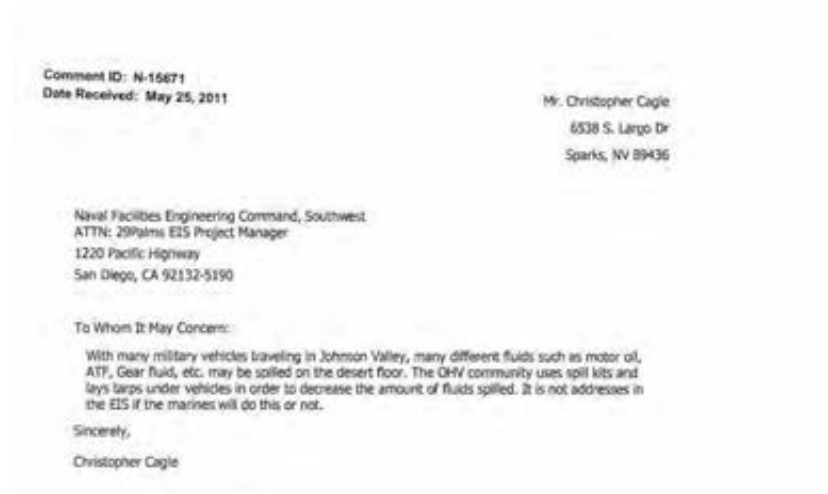 Comment ID: N-15671
Date Received: May 25, 2011
Mr. Christopher Cagle
6538 S. Largo Dr
Sparks, NV 89436
Naval Facilities Engineering Command, Southwest
ATTN: 29Palms EIS Project Manager
1220 Pacific Highway
San Diego, CA 92132-5190
To Whom It May Concern:
With many military vehicles traveling in Johnson Valley, many different fluids such as motor oil,
ATF, Gear fluid, etc. may be spilled on the desert floor. The OHV community uses spill kits and
lays tarps under vehicles in order to decrease the amount of fluids spilled. It is not addresses in
the EIS if the marines will do this or not.
Sincerely,
Christopher Cagle